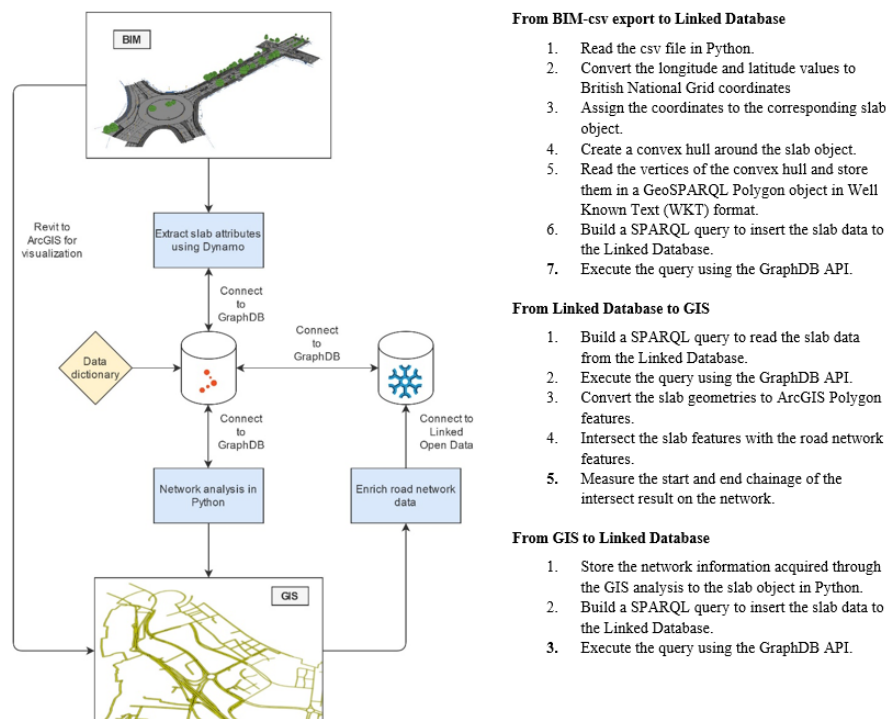 BIM
Revit to
ArcGIS for
visualization
Extract slab attributes
using Dynamo
Connect
to
GraphDB
Connect
to
GraphDB
Data
dictionary
Connect
to
GraphDB
Connect to
Linked
Open Data
Network analysis in
Python
Enrich road network
data
GIS
From BIM-csv export to Linked Database
1. Read the csv file in Python.
2. Convert the longitude and latitude values to
British National Grid coordinates
3. Assign the coordinates to the corresponding slab
object.
4. Create a convex hull around the slab object.
5. Read the vertices of the convex hull and store
them in a GeoSPARQL Polygon object in Well
Known Text (WKT) format.
6. Build a SPARQL query to insert the slab data to
the Linked Database.
7. Execute the query using the GraphDB API.
From Linked Database to GIS
1. Build a SPARQL query to read the slab data
from the Linked Database.
2. Execute the query using the GraphDB API.
3. Convert the slab geometries to ArcGIS Polygon
features.
4. Intersect the slab features with the road network
features.
5. Measure the start and end chainage of the
intersect result on the network.
From GIS to Linked Database
1. Store the network information acquired through
the GIS analysis to the slab object in Python.
2. Build a SPARQL query to insert the slab data to
the Linked Database.
3. Execute the query using the GraphDB API.